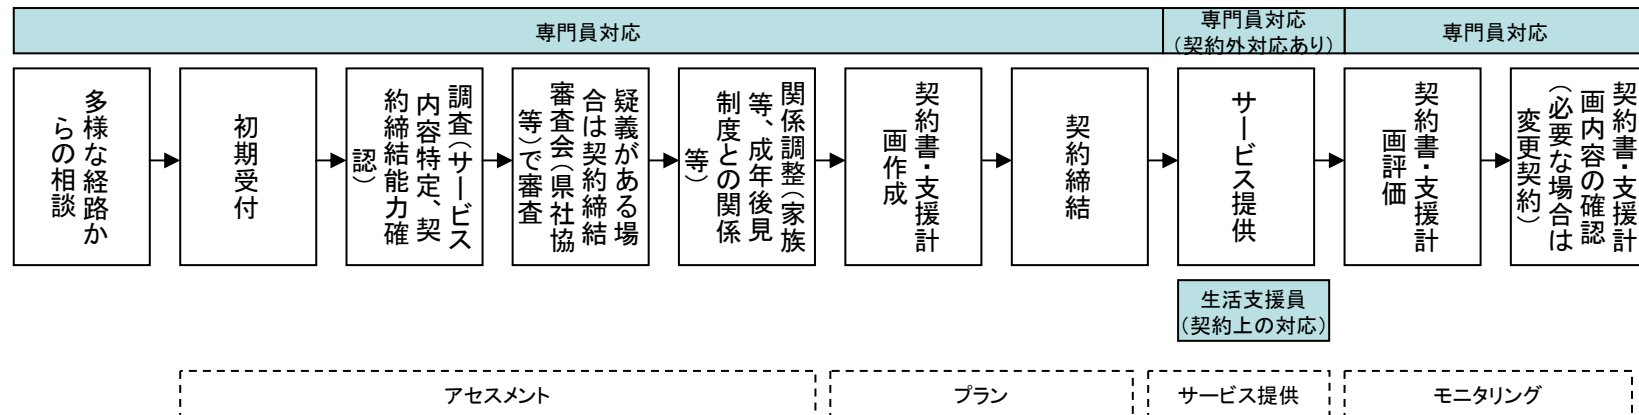 専門員対応
専門員対応
（契約外対応あり）
専門員対応
多様な経路か
らの相談
初期受付
調査（サービス
内容特定、契
約締結能力確
認）
疑義がある場
合は契約締結
審査会（県社協
等）で審査
関係調整（家族
等、成年後見
制度との関係
等）
契約書・支援計
画作成
契約締結
サービス提供
契約書・支援計
画評価
契約書・支援計
画内容の確認
（必要な場合は
変更契約）
生活支援員
（契約上の対応）
アセスメント
プラン
サービス提供
モニタリング